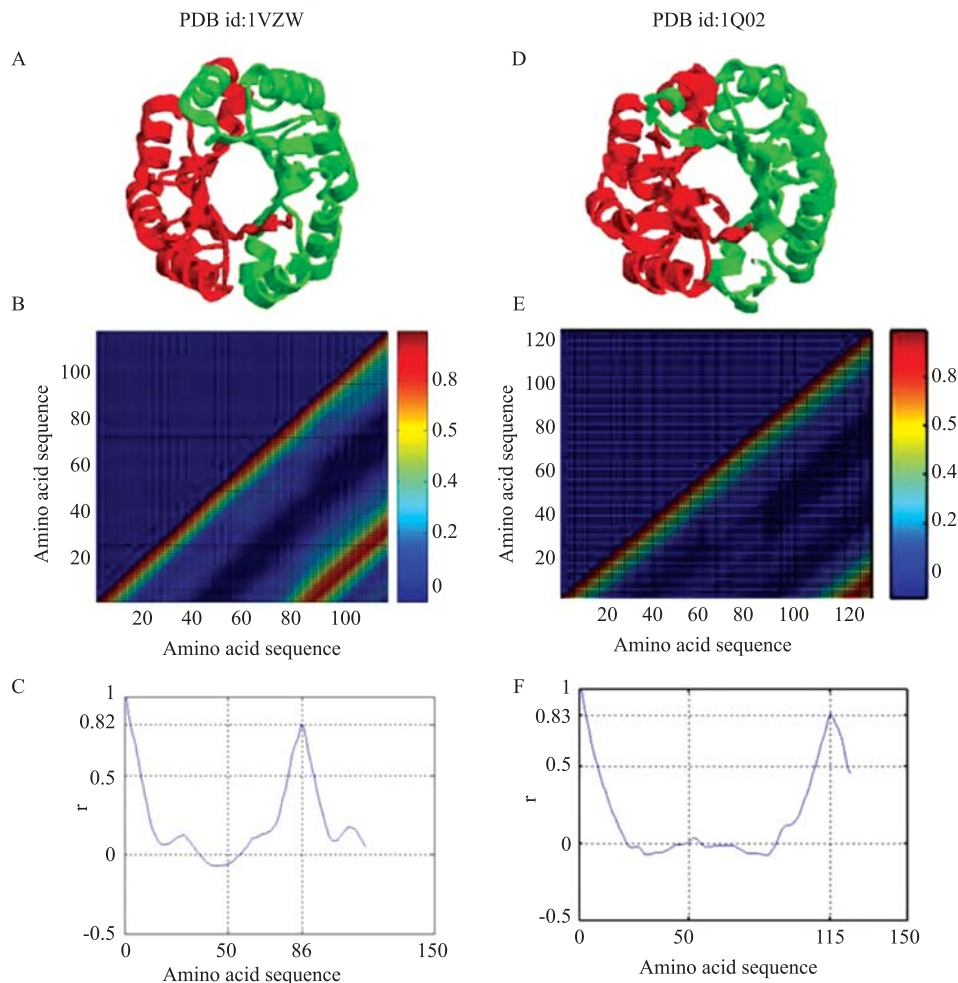 PDB id:1VZW
PDB id:1Q02
A
D
B
E
100
80
60
40
20
Amino acid sequence
20 40 60 80 100
Amino acid sequence
0.8
0.5
0.2
0
120
100
80
60
40
20
Amino acid sequence
20 40 60 80 100 120
Amino acid sequence
0.8
0.5
0.2
0
C
1
0.82
0.5
r
0
-0.5
0 50 86 150
Amino acid sequence
F
1
0.83
0.5
r
0
-0.5
0 50 115 150
Amino acid sequence